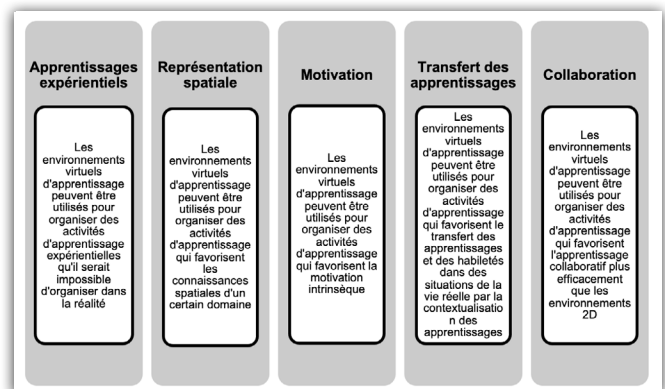 Apprentissages
expérientiels
Les
environnements
virtuels
d'apprentissage
peuvent être
utilisés pour
organiser des
activités
d'apprentissage
expérientielles
qu'il serait
impossible
d'organiser dans
la réalité
Représentation
spatiale
Les
environnements
virtuels
d'apprentissage
peuvent être
utilisés pour
organiser des
activités
d'apprentissage
qui favorisent
les
connaissances
spatiales d'un
certain domaine
Motivation
Les
environnements
virtuels
d'apprentissage
peuvent être
utilisés pour
organiser des
activités
d'apprentissage
qui favorisent la
motivation
intrinsèque
Transfert des
apprentissages
Les
environnements
virtuels
d'apprentissage
peuvent être
utilisés pour
organiser des
activités
d'apprentissage
qui favorisent le
transfert des
apprentissages
et des habiletés
dans des
situations de la
vie réelle par la
contextualisatio
n des
apprentissages
Collaboration
Les
environnements
virtuels
d'apprentissage
peuvent être
utilisés pour
organiser des
activités
d'apprentissage
qui favorisent
l'apprentissage
collaboratif plus
efficacement
que les
environnements
2D